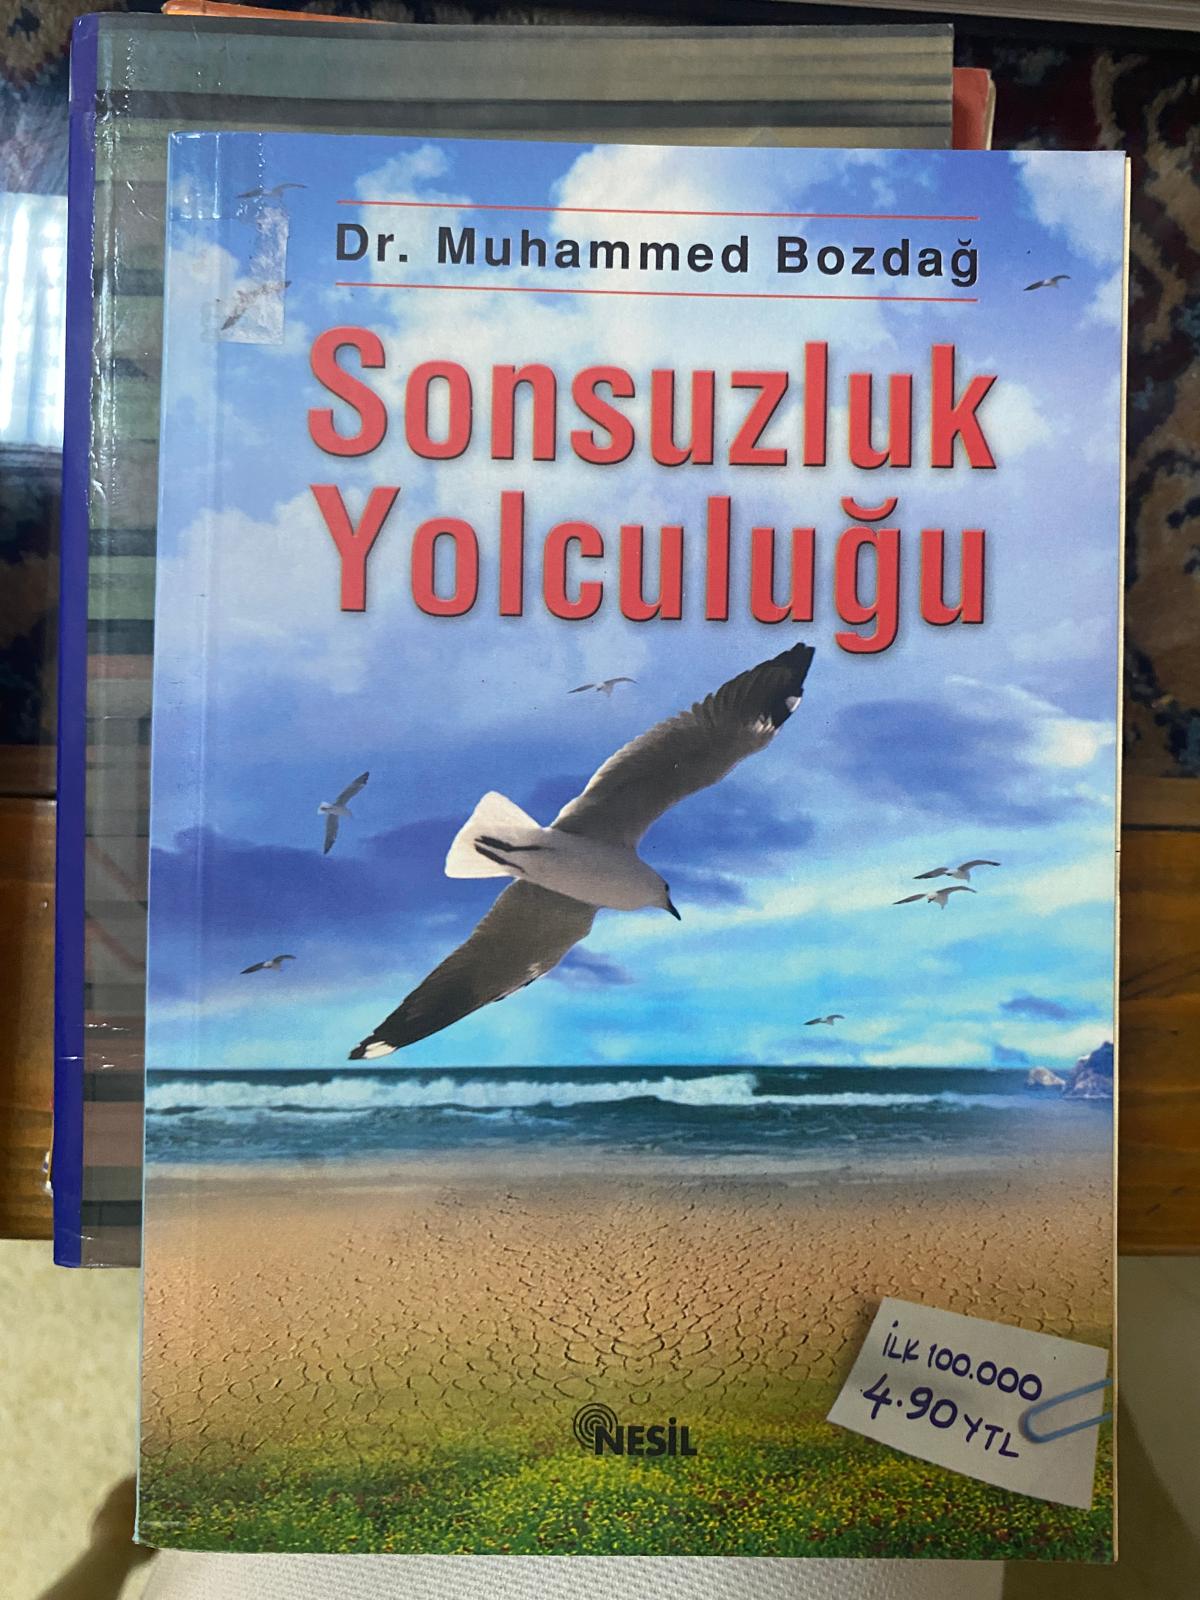 Dr. Muhammed Bozdağ
Sonsuzluk
Yolculuğu
İLK 100.000
4.90 YTL
NESİL